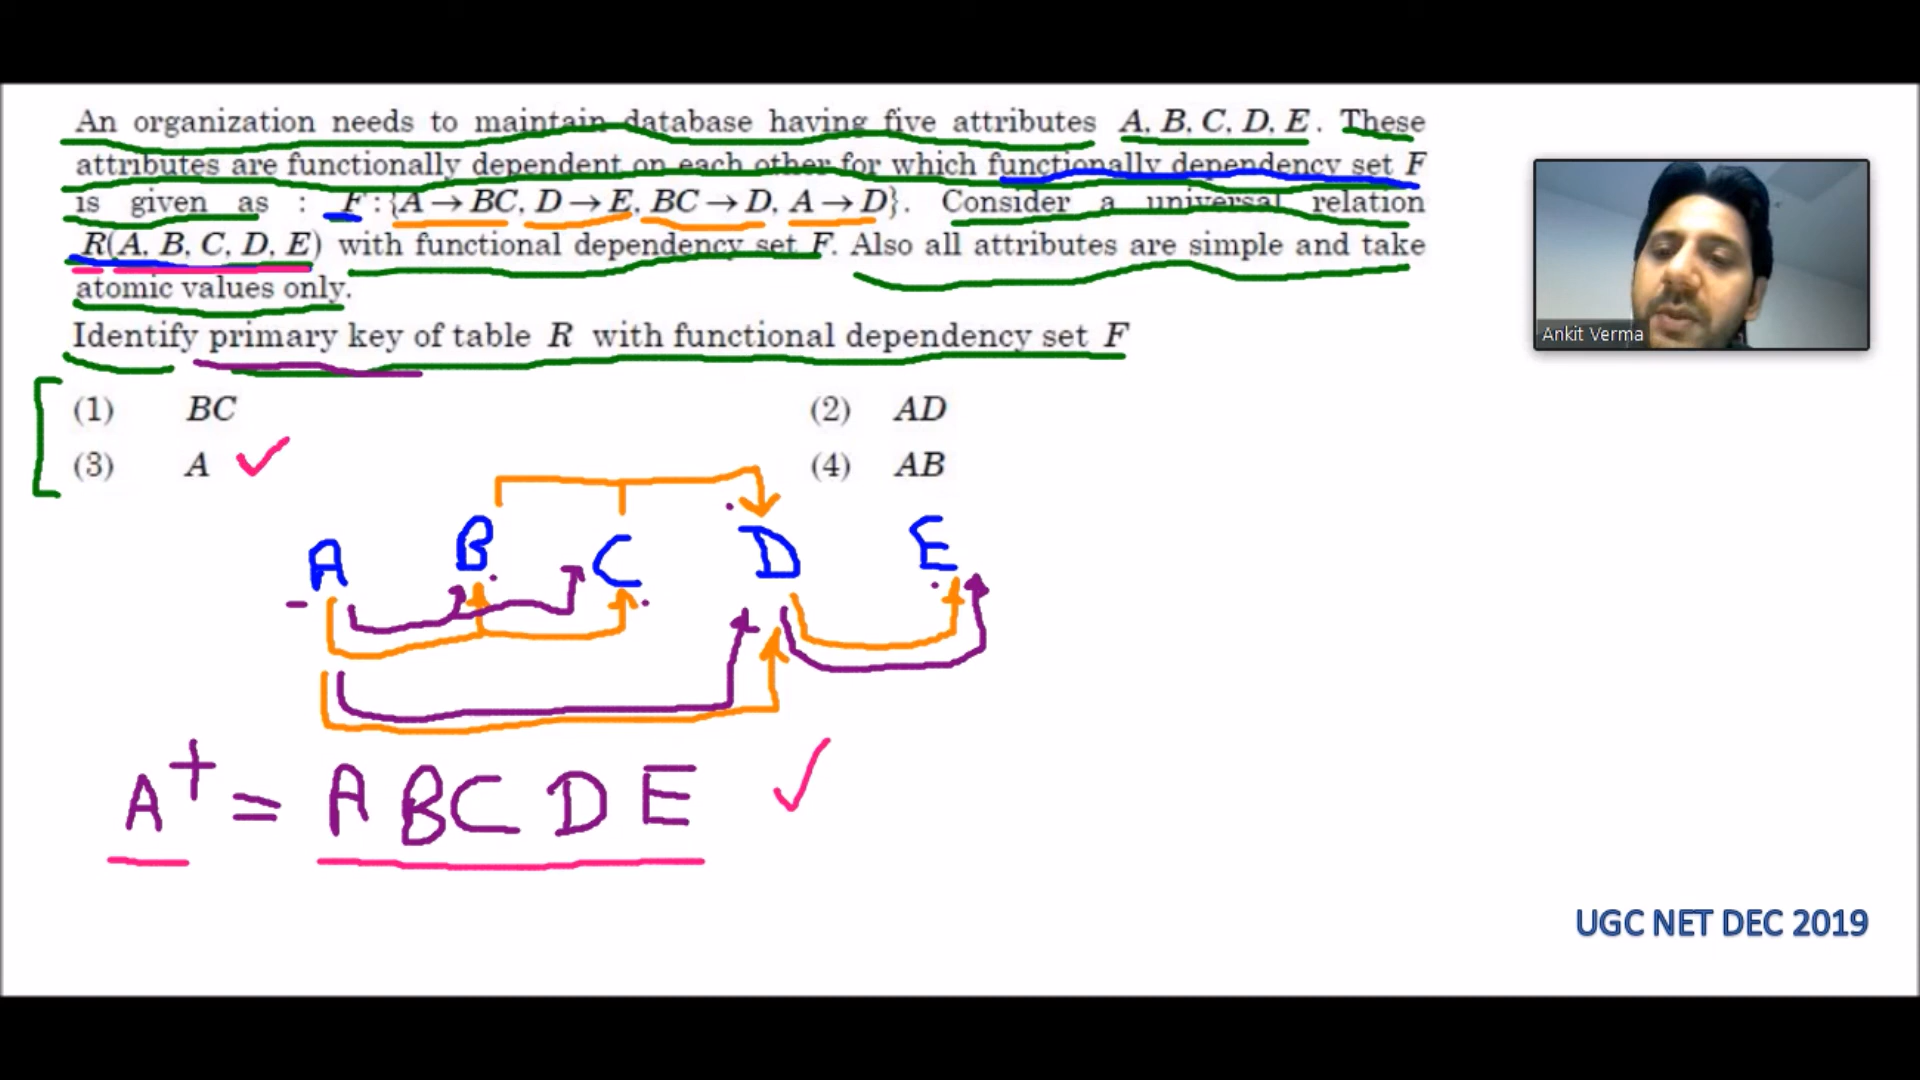 An organization needs to maintain database having five attributes A, B, C, D, E. These
attributes are functionally dependent on each other for which functionally dependency set F
is given as : F : {A → BC, D → E, BC → D, A → D}. Consider a universal relation
R(A, B, C, D, E) with functional dependency set F. Also all attributes are simple and take
atomic values only.
Identify primary key of table R with functional dependency set F
(1) BC (2) AD
(3) A ✓ (4) AB
A B C D E
A+ = A B C D E ✓
Ankit Verma
UGC NET DEC 2019